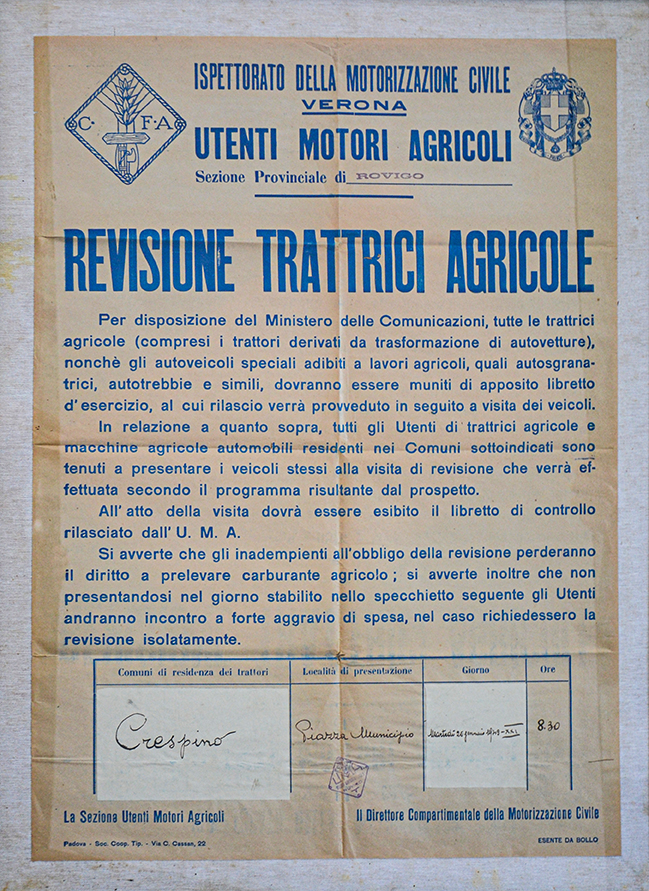 C. F. A
ISPETTORATO DELLA MOTORIZZAZIONE CIVILE
VERONA
UTENTI MOTORI AGRICOLI
Sezione Provinciale di ROVIGO
REVISIONE TRATTRICI AGRICOLE
Per disposizione del Ministero delle Comunicazioni, tutte le trattrici
agricole (compresi i trattori derivati da trasformazione di autovetture),
nonchè gli autoveicoli speciali adibiti a lavori agricoli, quali autosgrana-
trici, autotrebbie e simili, dovranno essere muniti di apposito libretto
d'esercizio, al cui rilascio verrà provveduto in seguito a visita dei veicoli.
In relazione a quanto sopra, tutti gli Utenti di trattrici agricole e
macchine agricole automobili residenti nei Comuni sottoindicati sono
tenuti a presentare i veicoli stessi alla visita di revisione che verrà ef-
fettuata secondo il programma risultante dal prospetto.
All'atto della visita dovrà essere esibito il libretto di controllo
rilasciato dall'U. M. A.
Si avverte che gli inadempienti all'obbligo della revisione perderanno
il diritto a prelevare carburante agricolo; si avverte inoltre che non
presentandosi nel giorno stabilito nello specchietto seguente gli Utenti
andranno incontro a forte aggravio di spesa, nel caso richiedessero la
revisione isolatamente.
Comuni di residenza dei trattori Località di presentazione Giorno Ore
Crespino Piazza Municipio Martedì 26 gennaio XXI 8.30
La Seziona Utenti Motori Agricoli Il Direttore Compartimentale della Motorizzazione Civile
Padova - Soc. Coop. Tip. - Via C. Cassan, 22 ESENTE DA BOLLO